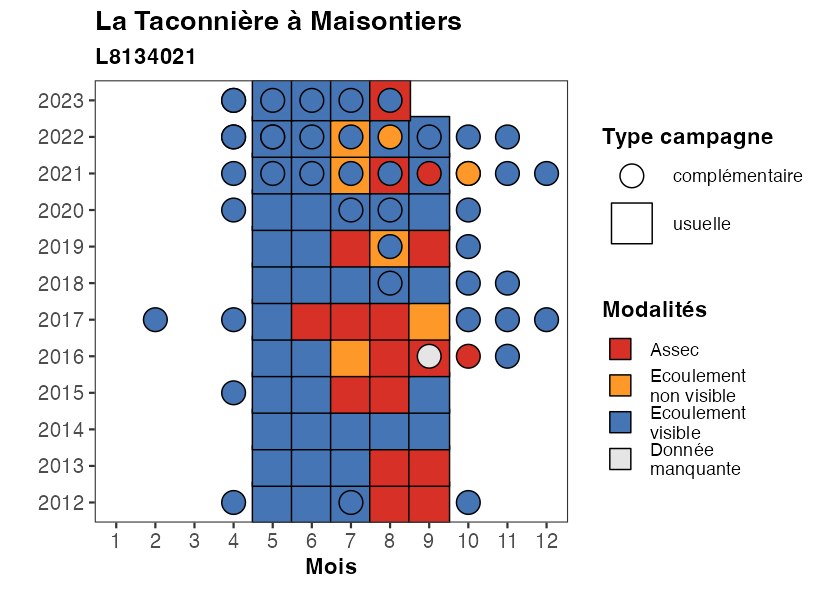 La Taconnière à Maisontiers
L8134021
2023
2022
2021
2020
2019
2018
2017
2016
2015
2014
2013
2012
1 2 3 4 5 6 7 8 9 10 11 12
Mois
Type campagne
complémentaire
usuelle
Modalités
Assec
Ecoulement
non visible
Ecoulement
visible
Donnée
manquante